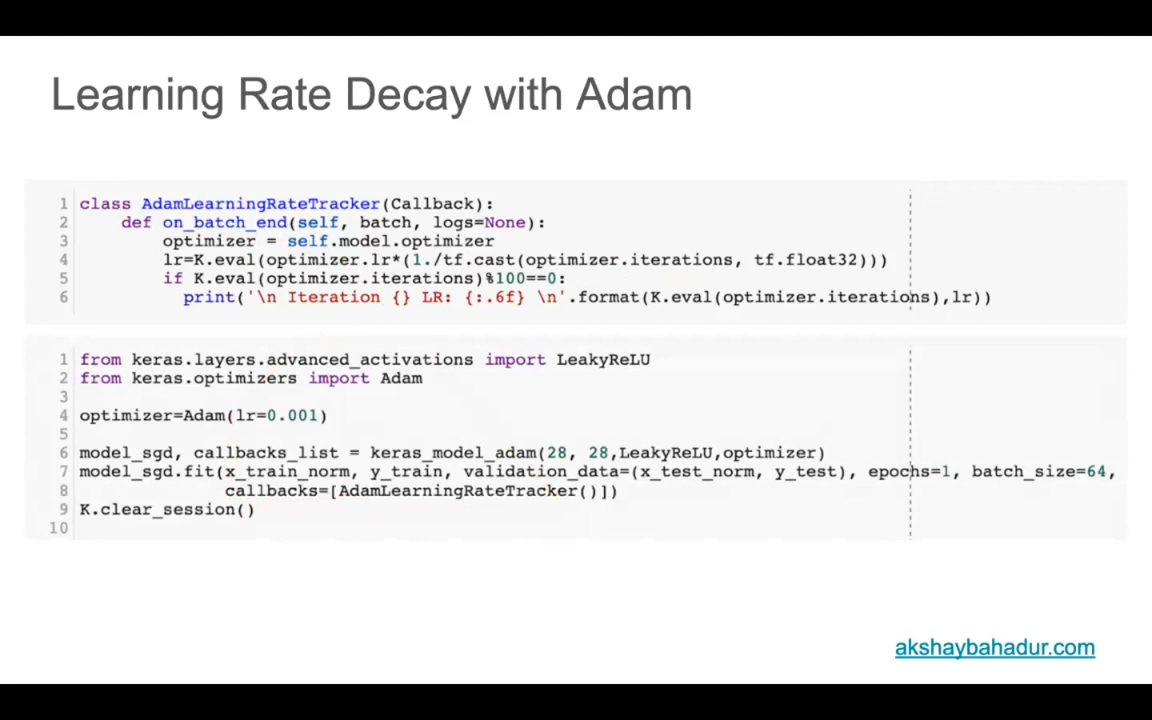 Learning Rate Decay with Adam
1 class AdamLearningRateTracker(Callback):
2     def on_batch_end(self, batch, logs=None):
3         optimizer = self.model.optimizer
4         lr=K.eval(optimizer.lr*(1./tf.cast(optimizer.iterations, tf.float32)))
5         if K.eval(optimizer.iterations)%100==0:
6           print('\n Iteration {} LR: {:.6f} \n'.format(K.eval(optimizer.iterations),lr))
1 from keras.layers.advanced_activations import LeakyReLU
2 from keras.optimizers import Adam
3
4 optimizer=Adam(lr=0.001)
5
6 model_sgd, callbacks_list = keras_model_adam(28, 28,LeakyReLU,optimizer)
7 model_sgd.fit(x_train_norm, y_train, validation_data=(x_test_norm, y_test), epochs=1, batch_size=64,
8               callbacks=[AdamLearningRateTracker()])
9 K.clear_session()
10
akshaybahadur.com